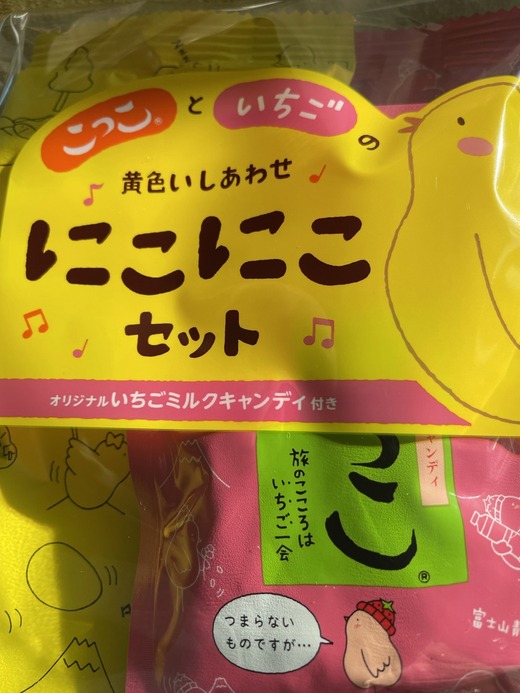 こっこ® と いちご の
黄色いしあわせ
にこにこ
セット
オリジナルいちごミルクキャンディ付き
ャンディ
っこ®
旅のこころは
いちご一会
つまらない
ものですが…
富士山